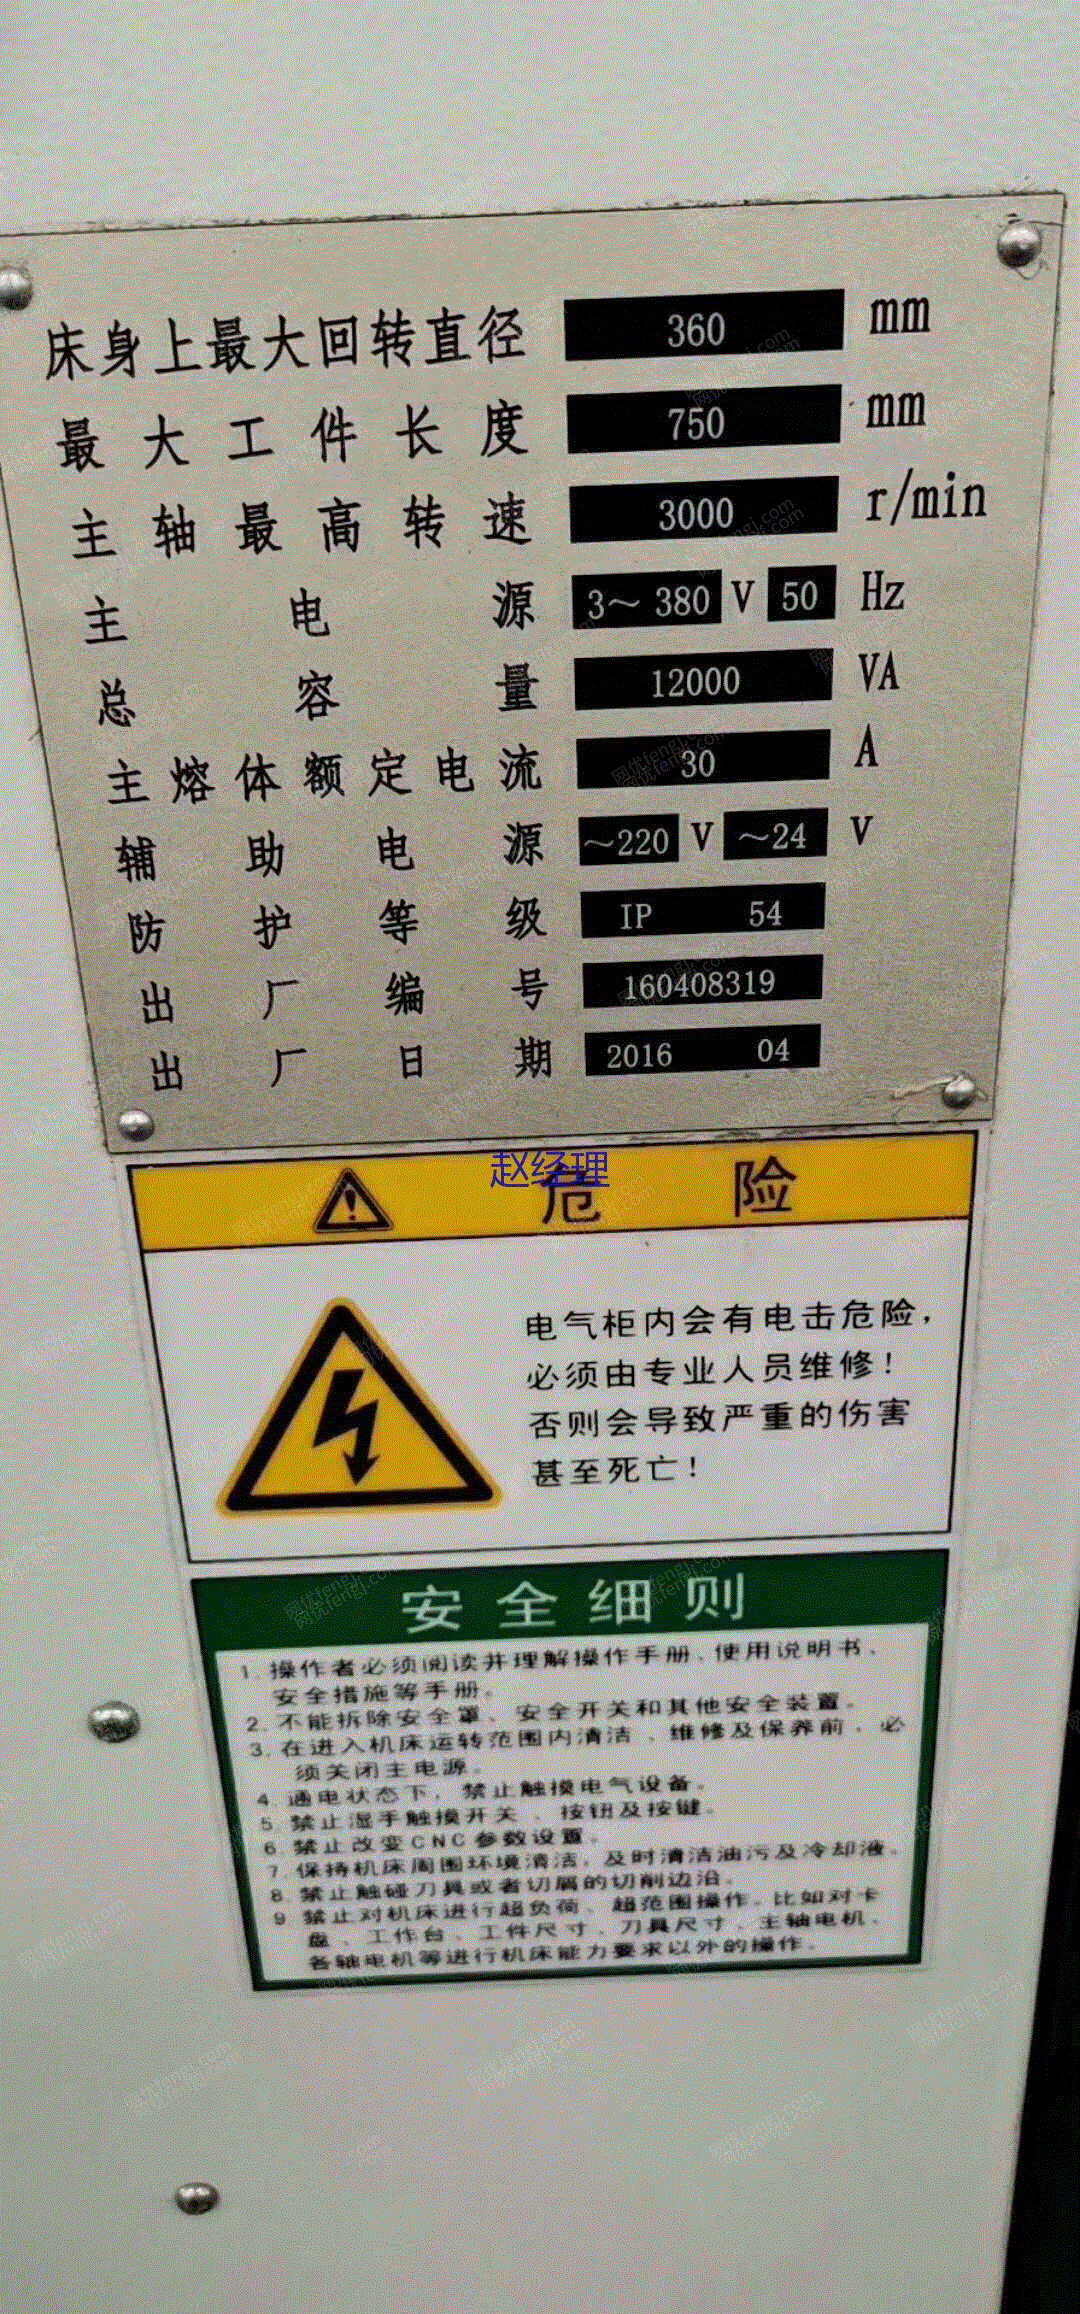 床身上最大回转直径 360 mm
最大工件长度 750 mm
主轴最高转速 3000 r/min
主电源 3～ 380 V 50 Hz
总容量 12000 VA
主熔体额定电流 30 A
辅助电源 ～220 V ～24 V
防护等级 IP 54
出厂编号 160408319
出厂日期 2016 04
赵经理
危险
电气柜内会有电击危险，
必须由专业人员维修！
否则会导致严重的伤害
甚至死亡！
安全细则
1. 操作者必须阅读并理解操作手册、使用说明书、
安全措施等手册。
2. 不能拆除安全罩、安全开关和其他安全装置。
3. 在进入机床运转范围内清洁、维修及保养前，必
须关闭主电源。
4. 通电状态下，禁止触摸电气设备。
5. 禁止湿手触摸开关、按钮及按键。
6. 禁止改变CNC参数设置。
7. 保持机床周围环境清洁，及时清洁油污及冷却液。
8. 禁止触碰刀具或者切屑的切削边沿。
9 禁止对机床进行超负荷、超范围操作。比如对卡
盘、工作台、工件尺寸、刀具尺寸、主轴电机、
各轴电机等进行机床能力要求以外的操作。
网优fengj.com